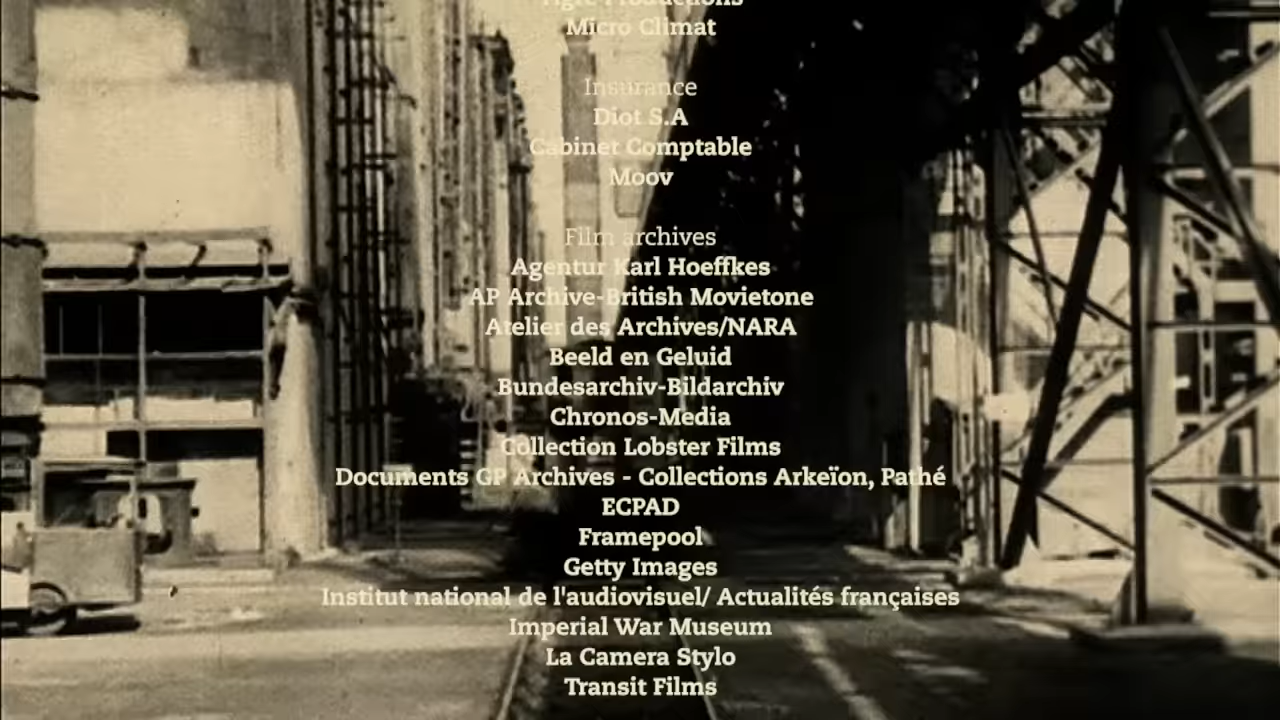 Tigre Productions
Micro Climat
Insurance
Diot S.A
Cabinet Comptable
Moov
Film archives
Agentur Karl Hoeffkes
AP Archive-British Movietone
Atelier des Archives/NARA
Beeld en Geluid
Bundesarchiv-Bildarchiv
Chronos-Media
Collection Lobster Films
Documents GP Archives - Collections Arkeïon, Pathé
ECPAD
Framepool
Getty Images
Institut national de l'audiovisuel/ Actualités françaises
Imperial War Museum
La Camera Stylo
Transit Films